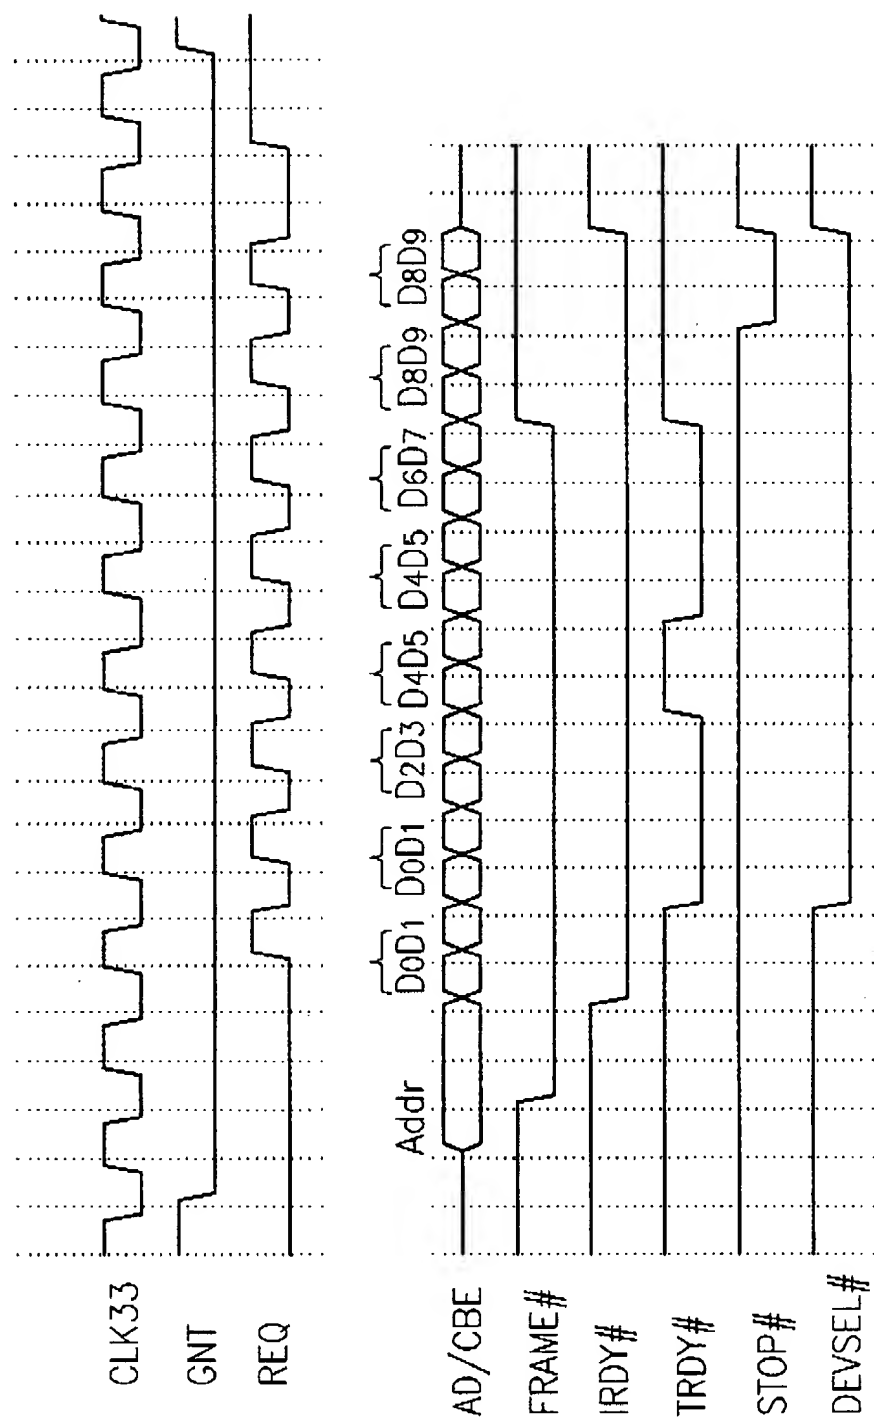 CLK33
GNT
REQ
Addr D0D1 D0D1 D2D3 D4D5 D4D5 D6D7 D8D9 D8D9
AD/CBE
FRAME#
IRDY#
TRDY#
STOP#
DEVSEL#